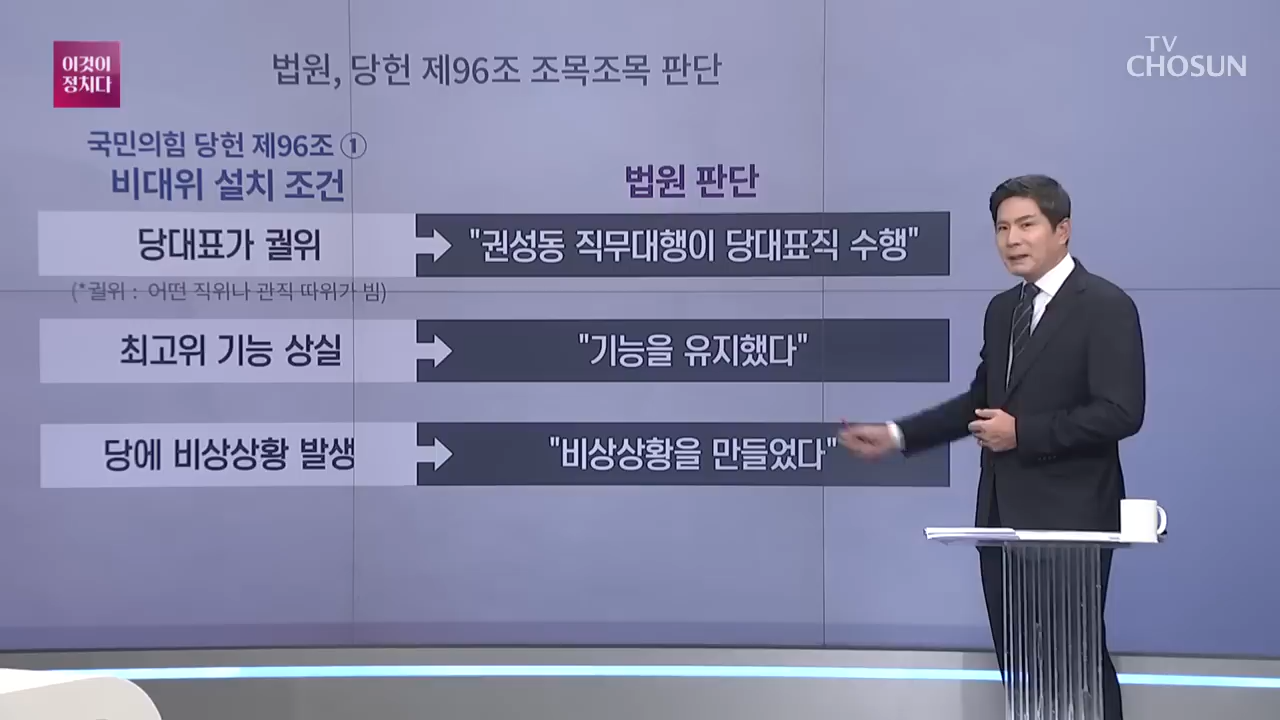 이것이
정치다
TV
CHOSUN
법원, 당헌 제96조 조목조목 판단
국민의힘 당헌 제96조 ①
비대위 설치 조건
법원 판단
당대표가 궐위
"권성동 직무대행이 당대표직 수행"
(*궐위 : 어떤 직위나 관직 따위가 빔)
최고위 기능 상실
"기능을 유지했다"
당에 비상상황 발생
"비상상황을 만들었다"